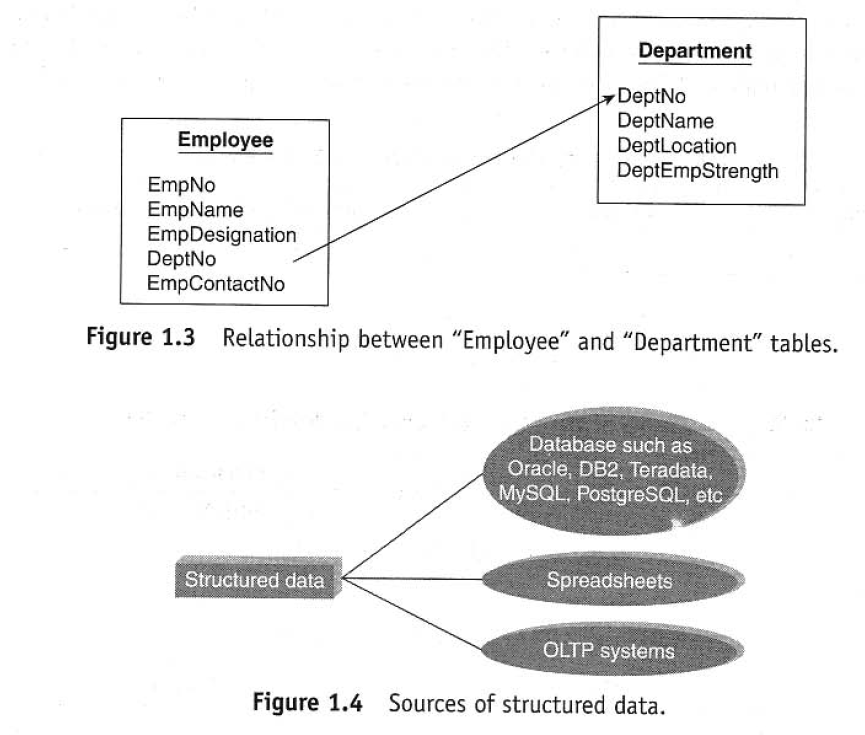 Department
DeptNo
DeptName
DeptLocation
DeptEmpStrength
Employee
EmpNo
EmpName
EmpDesignation
DeptNo
EmpContactNo
Figure 1.3 Relationship between “Employee” and “Department” tables.
Database such as
Oracle, DB2, Teradata,
MySQL, PostgreSQL, etc
Structured data
Spreadsheets
OLTP systems
Figure 1.4 Sources of structured data.